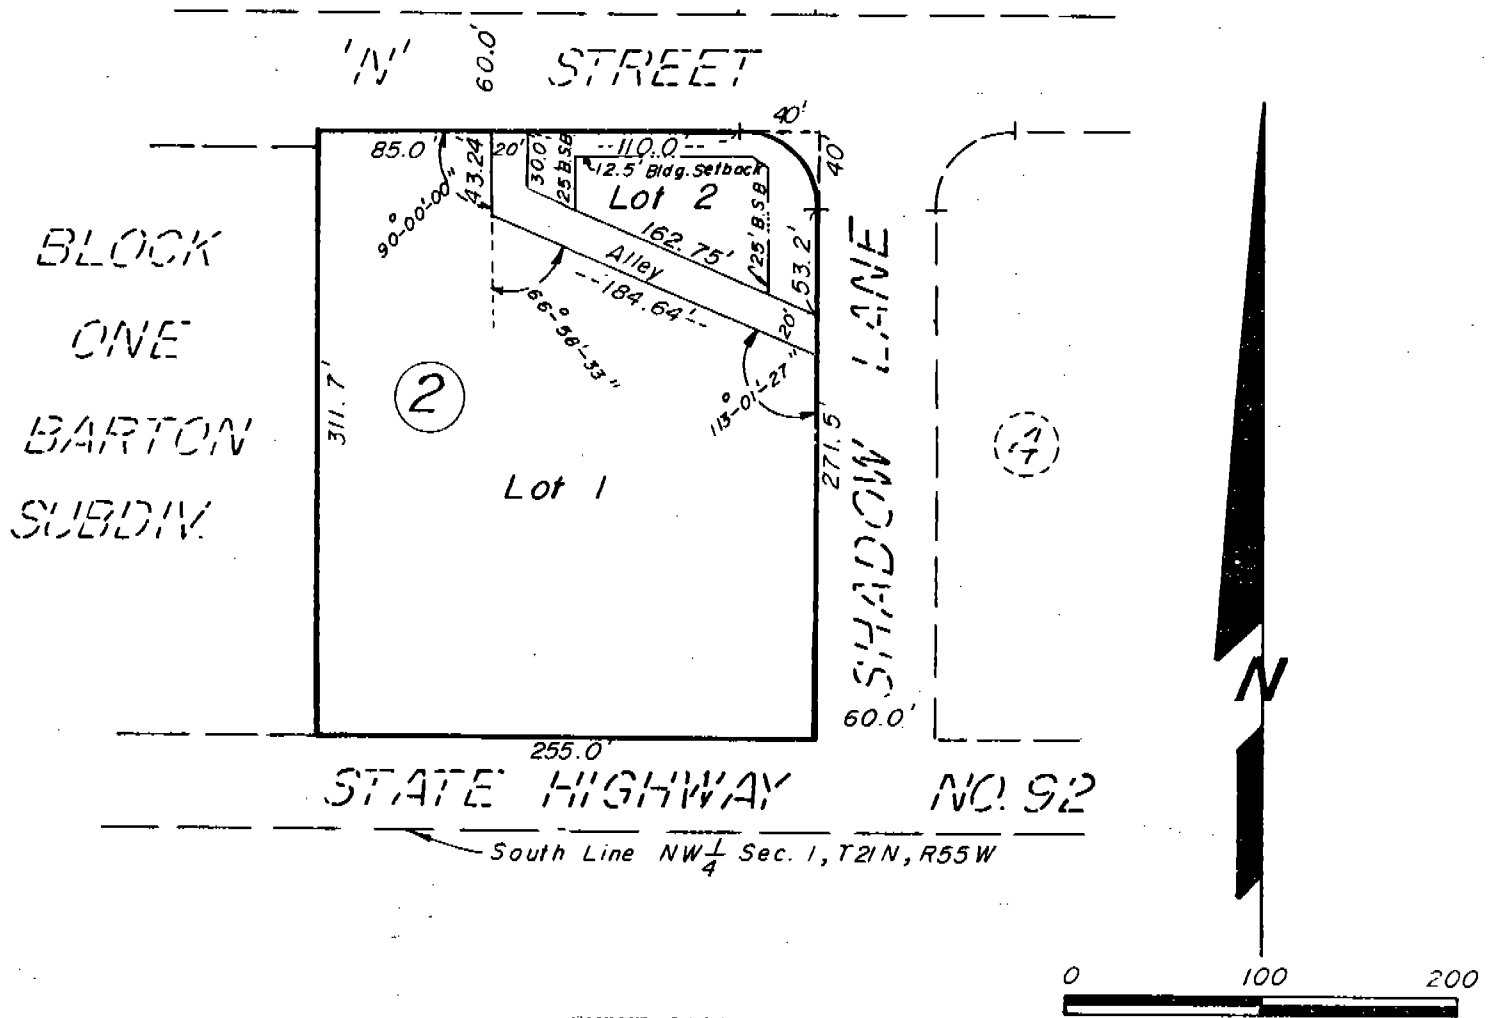 'N' STREET
60.0'
40'
40'
85.0'
43.24'
20'
30.0'
25' B.S.B
--110.0'--
12.5' Bldg. Setback
Lot 2
90°-00'-00"
162.75'
25' B.S.B
53.2'
Alley
--184.64'--
20'
66°-58'-33"
113°-01'-27"
BLOCK
ONE
BARTON
SUBDIV.
311.7'
2
271.5'
Lot 1
SHADOW LANE
60.0'
255.0'
STATE HIGHWAY NO. 92
South Line NW 1/4 Sec. 1, T21N, R55W
N
0 100 200